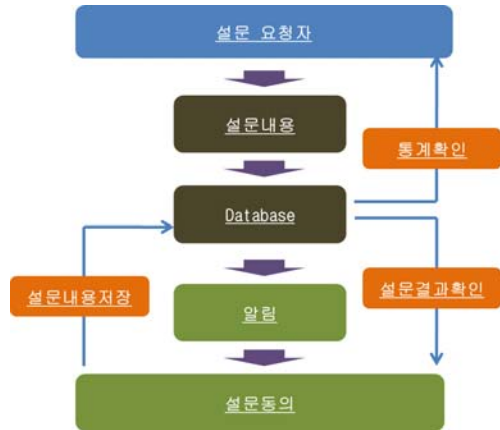 설문 요청자
설문내용
통계확인
Database
설문내용저장
설문결과확인
알림
설문동의